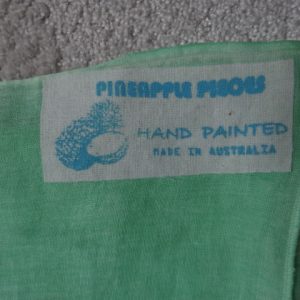 PINEAPPLE PIECES
HAND PAINTED
MADE IN AUSTRALIA